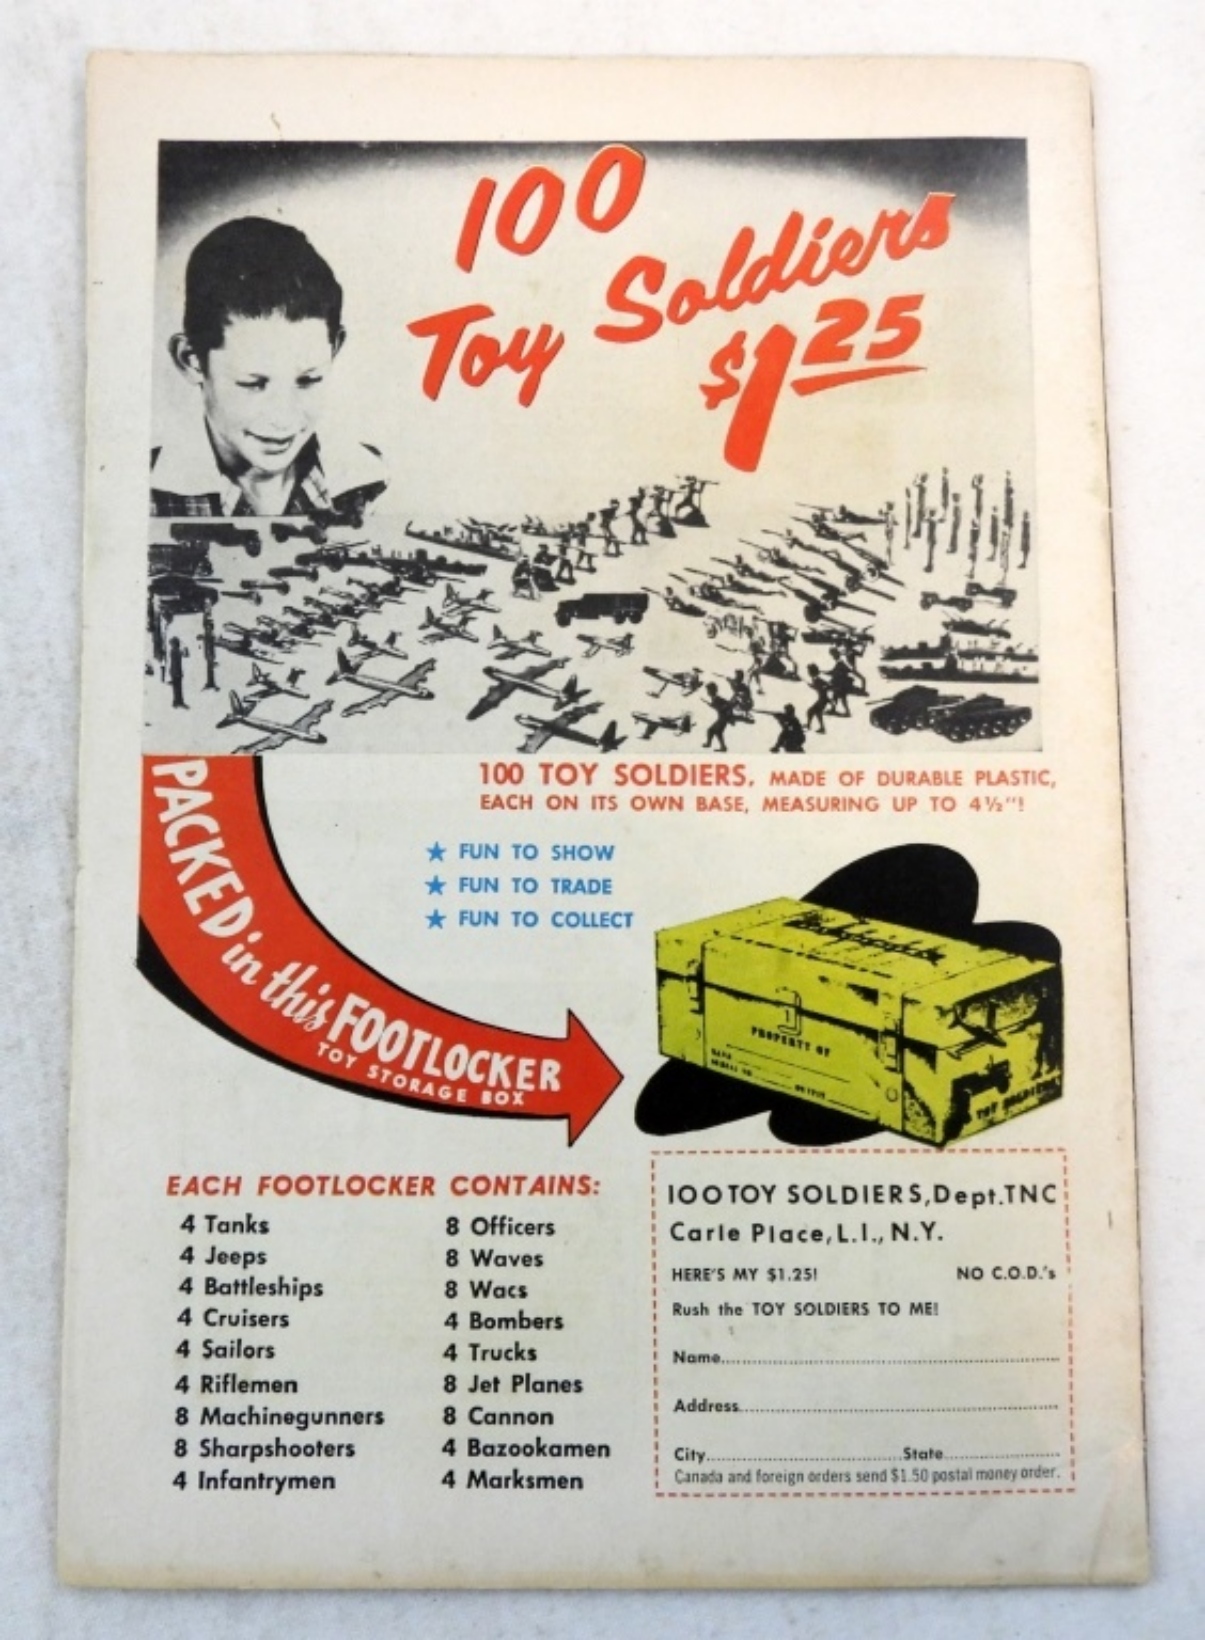 100
Toy Soldiers
$1.25
100 TOY SOLDIERS, MADE OF DURABLE PLASTIC,
EACH ON ITS OWN BASE, MEASURING UP TO 4½"!
★ FUN TO SHOW
★ FUN TO TRADE
★ FUN TO COLLECT
PACKED in this FOOTLOCKER
TOY STORAGE BOX
PROPERTY OF
TOY SOLDIERS
EACH FOOTLOCKER CONTAINS:
4 Tanks
4 Jeeps
4 Battleships
4 Cruisers
4 Sailors
4 Riflemen
8 Machinegunners
8 Sharpshooters
4 Infantrymen
8 Officers
8 Waves
8 Wacs
4 Bombers
4 Trucks
8 Jet Planes
8 Cannon
4 Bazookamen
4 Marksmen
100 TOY SOLDIERS, Dept. TNC
Carle Place, L.I., N.Y.
HERE'S MY $1.25! NO C.O.D.'s
Rush the TOY SOLDIERS TO ME!
Name
Address
City State
Canada and foreign orders send $1.50 postal money order.